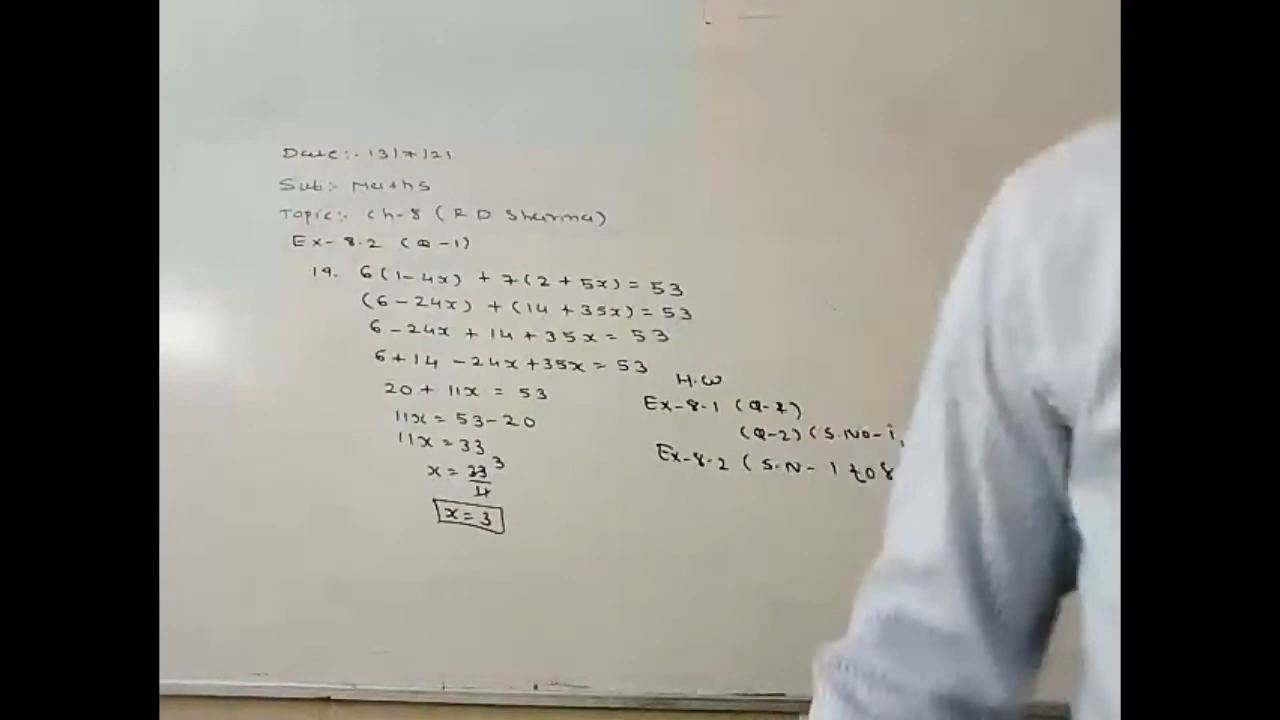 Date:- 13/7/21
Sub:- Maths
Topic:- Ch-8 (R D Sharma)
Ex-8.2 (Q-1)
19. 6(1-4x) + 7(2+5x) = 53
(6-24x) + (14+35x) = 53
6-24x + 14 + 35x = 53
6+14 -24x+35x = 53
20 + 11x = 53
11x = 53-20
11x = 33
x = 33 3
11
x = 3
H.W
Ex-8-1
(Q-2) (S.No-i,
Ex-8-2 (S.N- 1 to 8